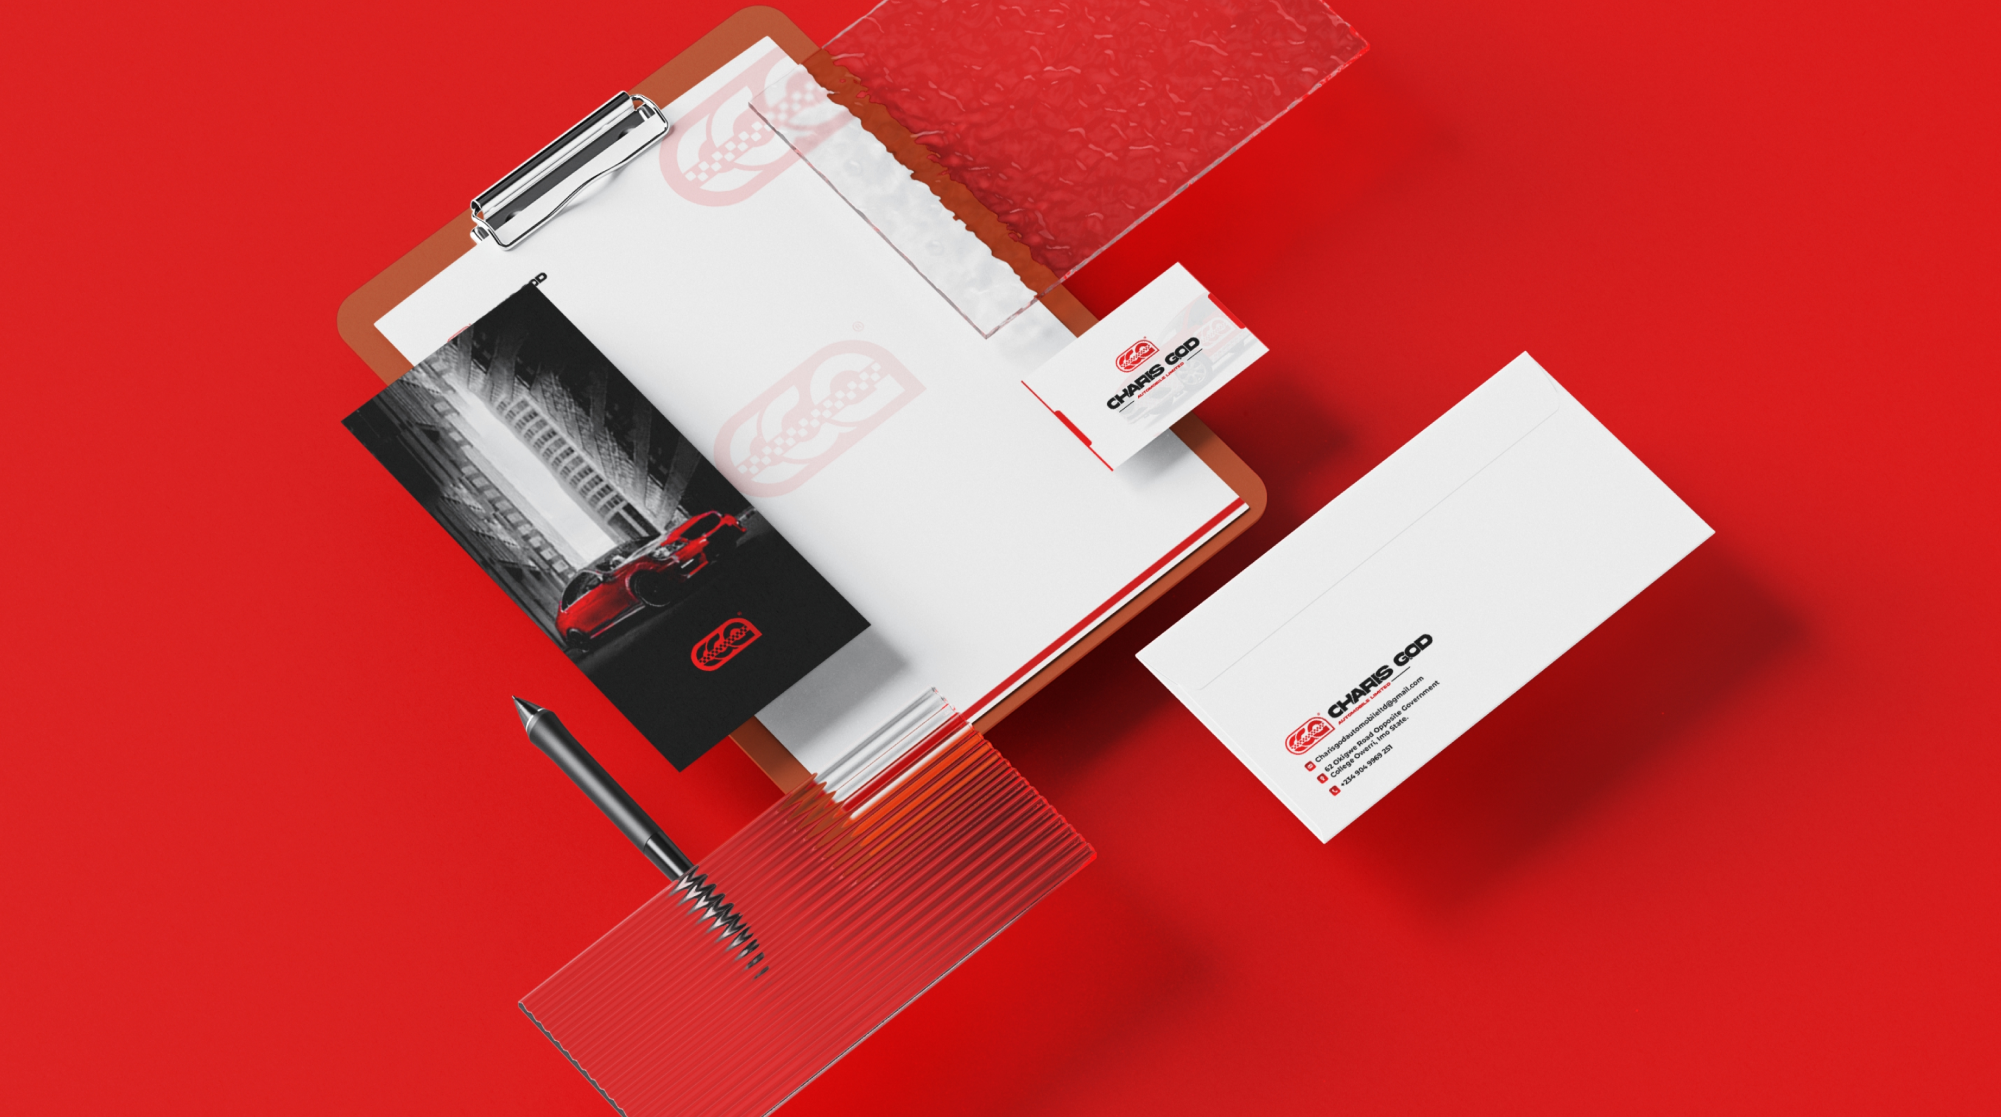 CHARIS GOD
AUTOMOBILE LIMITED
CHARIS GOD
AUTOMOBILE LIMITED
Charisgodautomobileltd@gmail.com
62 Okigwe Road Opposite Government
College Owerri, Imo State.
+234 904 9969 251